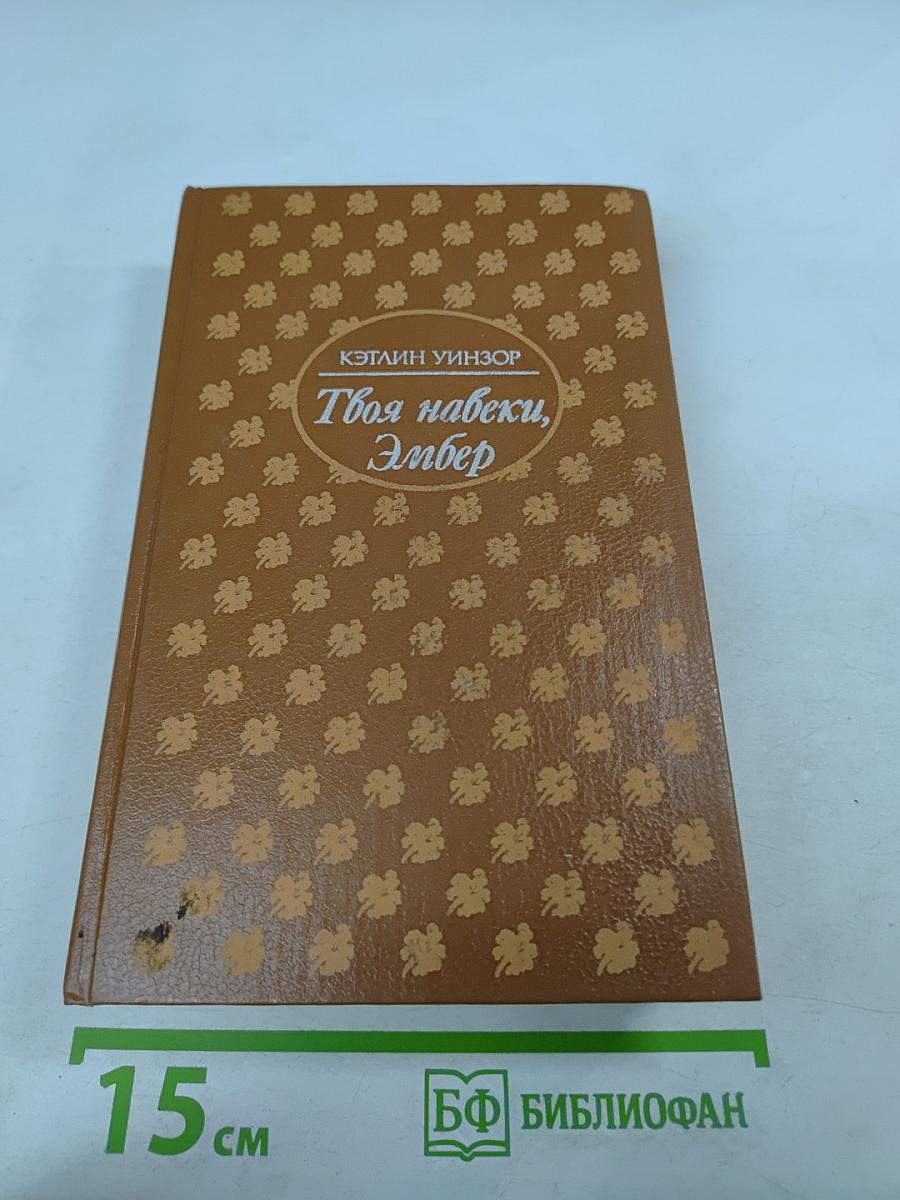 КЭТЛИН УИНЗОР
Твоя навеки,
Эмбер
15 см
БФ БИБЛИОФАН